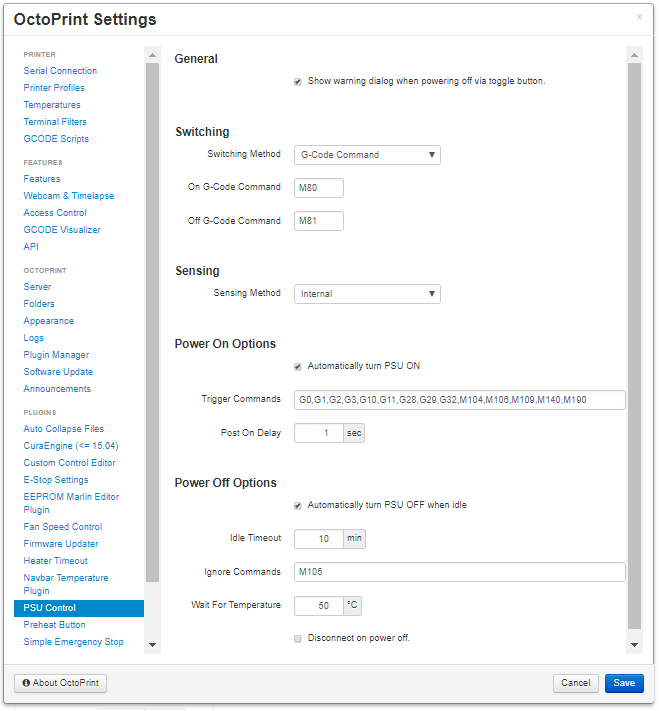 OctoPrint Settings
×
PRINTER
Serial Connection
Printer Profiles
Temperatures
Terminal Filters
GCODE Scripts
FEATURES
Features
Webcam & Timelapse
Access Control
GCODE Visualizer
API
OCTOPRINT
Server
Folders
Appearance
Logs
Plugin Manager
Software Update
Announcements
PLUGINS
Auto Collapse Files
CuraEngine (<= 15.04)
Custom Control Editor
E-Stop Settings
EEPROM Marlin Editor
Plugin
Fan Speed Control
Firmware Updater
Heater Timeout
Navbar Temperature
Plugin
PSU Control
Preheat Button
Simple Emergency Stop
General
Show warning dialog when powering off via toggle button.
Switching
Switching Method G-Code Command
On G-Code Command M80
Off G-Code Command M81
Sensing
Sensing Method Internal
Power On Options
Automatically turn PSU ON
Trigger Commands G0,G1,G2,G3,G10,G11,G28,G29,G32,M104,M106,M109,M140,M190
Post On Delay 1 sec
Power Off Options
Automatically turn PSU OFF when idle
Idle Timeout 10 min
Ignore Commands M105
Wait For Temperature 50 °C
Disconnect on power off.
About OctoPrint
Cancel
Save